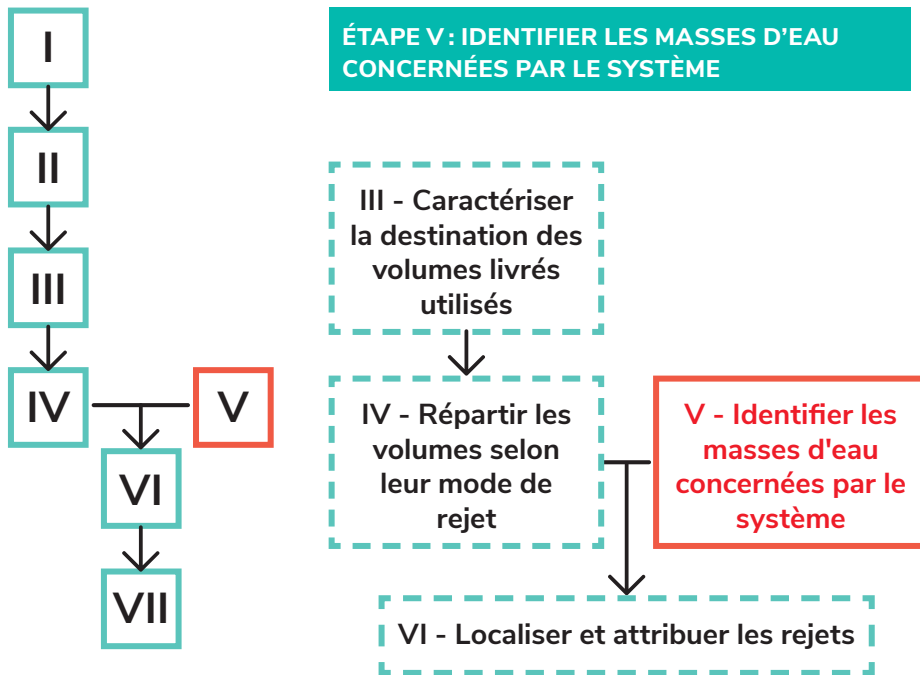 I
II
III
IV
V
VI
VII
ÉTAPE V : IDENTIFIER LES MASSES D’EAU
CONCERNÉES PAR LE SYSTÈME
III - Caractériser
la destination des
volumes livrés
utilisés
IV - Répartir les
volumes selon
leur mode de
rejet
V - Identifier les
masses d'eau
concernées par le
système
VI - Localiser et attribuer les rejets